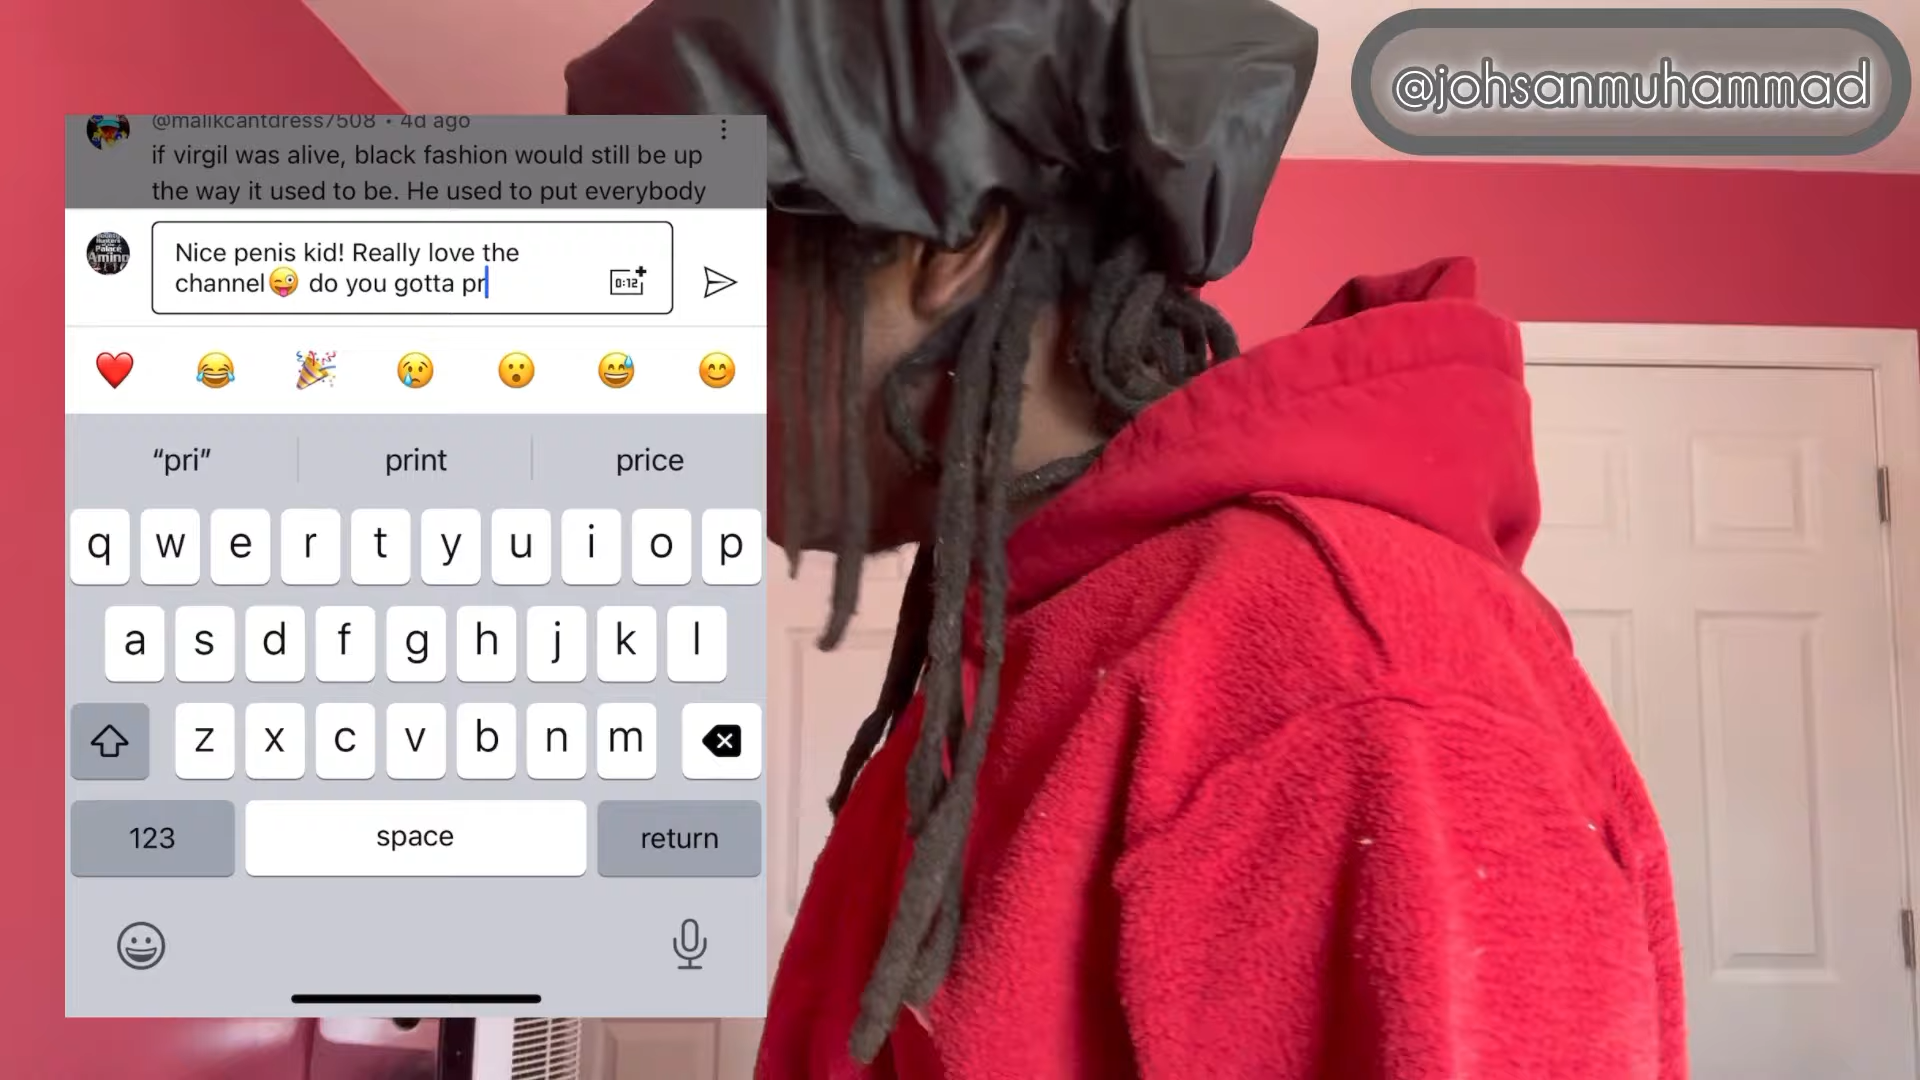 @johsanmuhammad
@malikcantdress7508 • 4d ago
if virgil was alive, black fashion would still be up
the way it used to be. He used to put everybody
Nice penis kid! Really love the
channel😜 do you gotta pr
0:12
“pri” print price
q w e r t y u i o p
a s d f g h j k l
z x c v b n m
123 space return